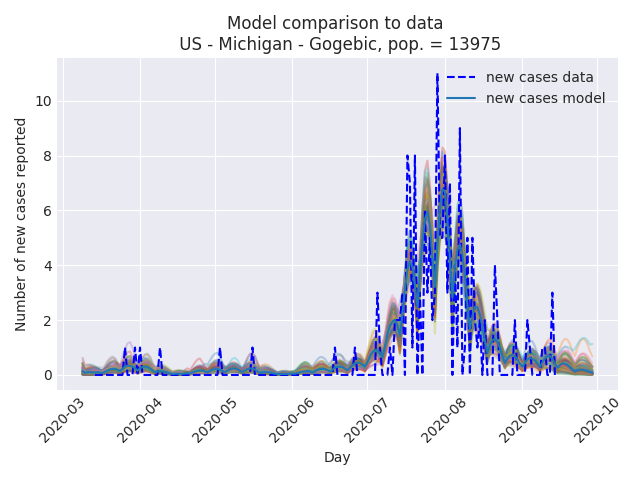 Model comparison to data
US - Michigan - Gogebic, pop. = 13975
new cases data
new cases model
Number of new cases reported
10
8
6
4
2
0
2020-03
2020-04
2020-05
2020-06
2020-07
2020-08
2020-09
2020-10
Day